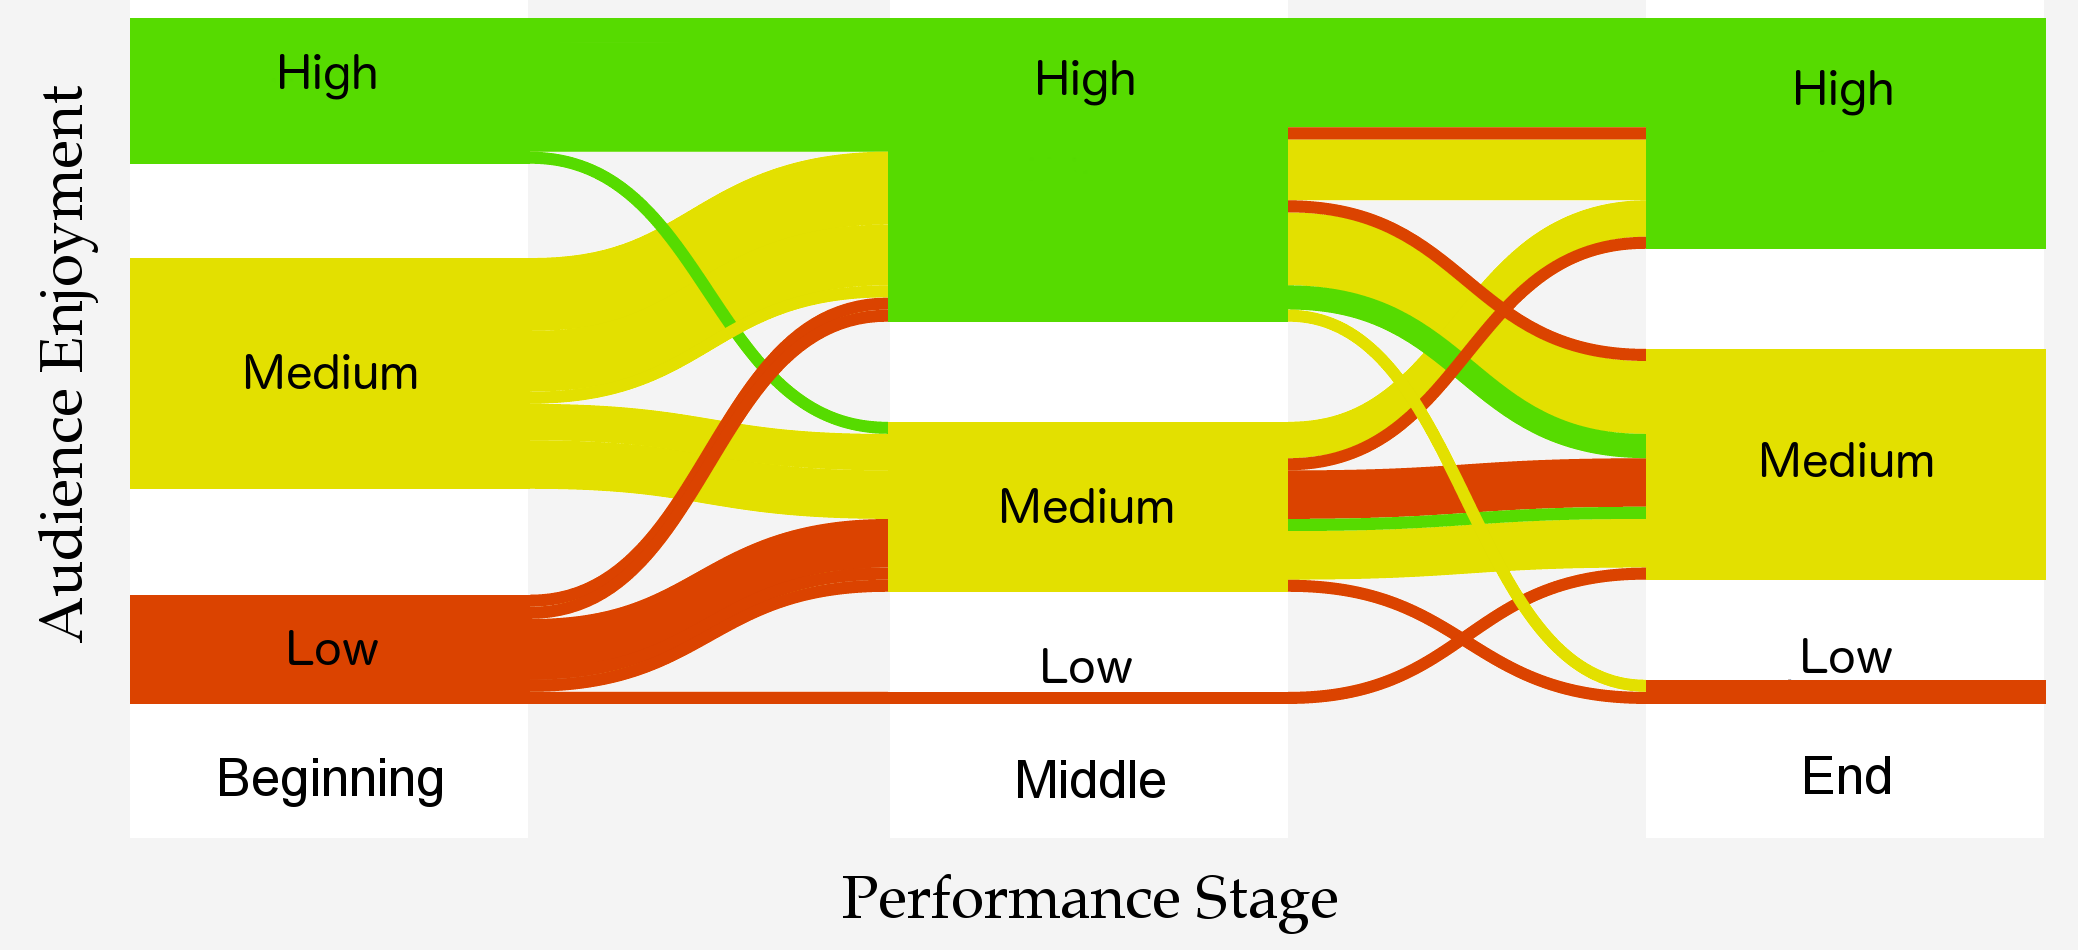 Audience Enjoyment
High
High
High
Medium
Medium
Medium
Low
Low
Low
Beginning
Middle
End
Performance Stage